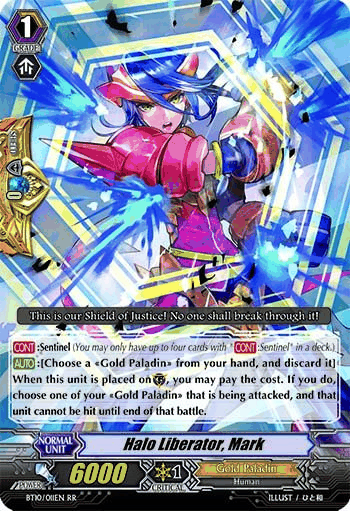 1
GRADE
SHIELD
0
This is our Shield of Justice! No one shall break through it!
CONT :Sentinel (You may only have up to four cards with "CONT:Sentinel" in a deck.)
AUTO :[Choose a «Gold Paladin» from your hand, and discard it]
When this unit is placed on , you may pay the cost. If you do,
choose one of your «Gold Paladin» that is being attacked, and that
unit cannot be hit until end of that battle.
NORMAL
UNIT
Halo Liberator, Mark
POWER
6000
1
CRITICAL
Gold Paladin
Human
BT10/011EN RR
ILLUST / ひと和